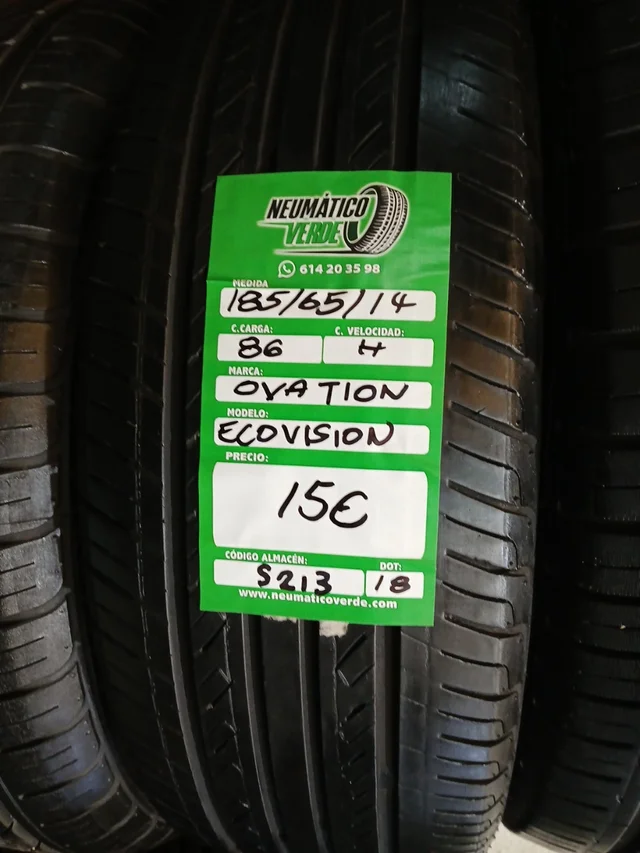 NEUMÁTICO
VERDE
614 20 35 98
MEDIDA
185/65/14
C.CARGA: C. VELOCIDAD:
86 H
MARCA:
OVATION
MODELO:
ECOVISION
PRECIO:
15€
CÓDIGO ALMACÉN: DOT:
S213 18
www.neumaticoverde.com